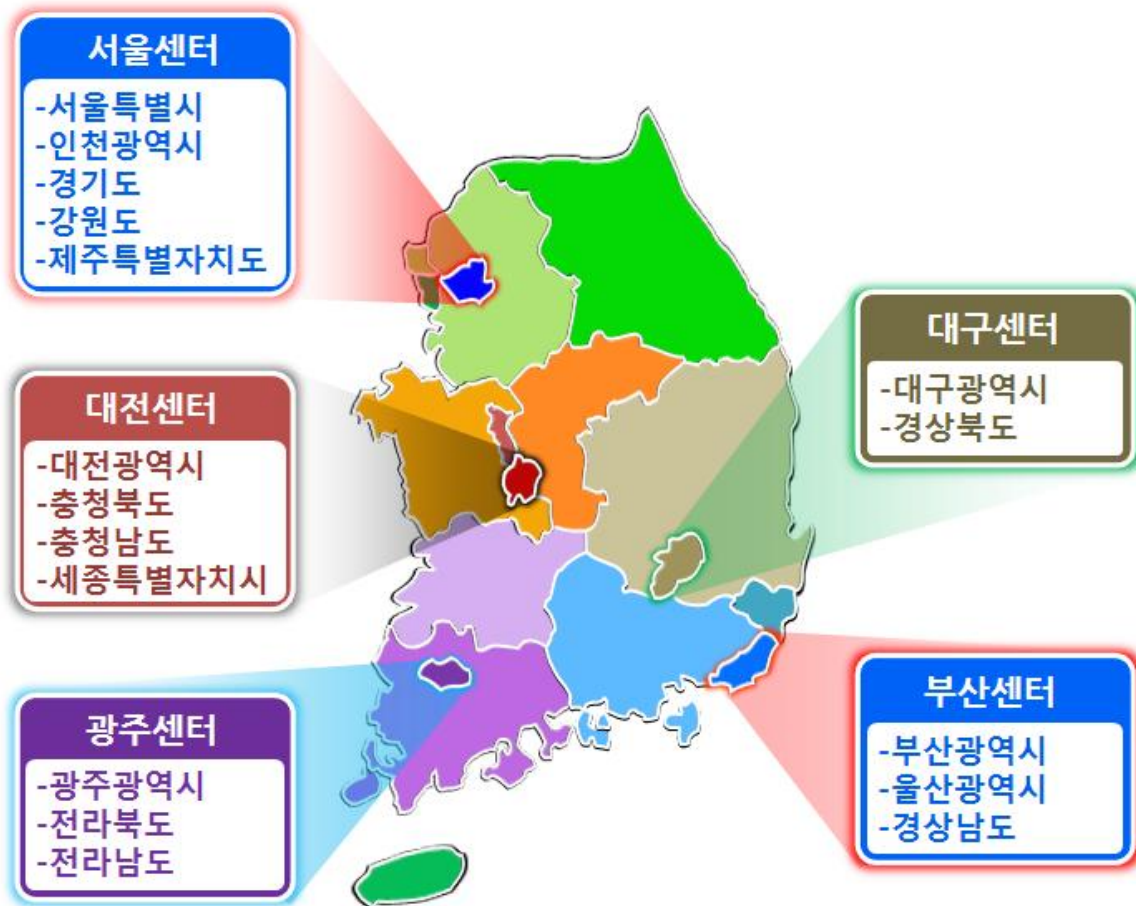 서울센터
-서울특별시
-인천광역시
-경기도
-강원도
-제주특별자치도
대구센터
-대구광역시
-경상북도
대전센터
-대전광역시
-충청북도
-충청남도
-세종특별자치시
부산센터
-부산광역시
-울산광역시
-경상남도
광주센터
-광주광역시
-전라북도
-전라남도